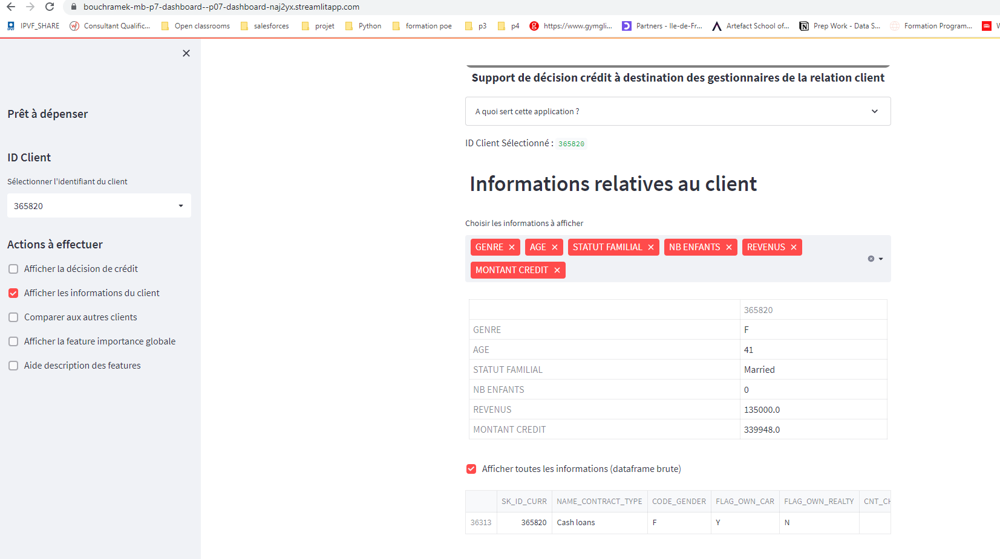 bouchramek-mb-p7-dashboard--p07-dashboard-naj2yx.streamlitapp.com
IPVF_SHARE Consultant Qualific... Open classrooms salesforces projet Python formation poe p3 p4 https://www.gymgli... Partners - Ile-de-Fr... Artefact School of... Prep Work - Data S... Formation Program...
Prêt à dépenser
ID Client
Sélectionner l'identifiant du client
365820
Actions à effectuer
Afficher la décision de crédit
Afficher les informations du client
Comparer aux autres clients
Afficher la feature importance globale
Aide description des features
Support de décision crédit à destination des gestionnaires de la relation client
A quoi sert cette application ?
ID Client Sélectionné : 365820
Informations relatives au client
Choisir les informations à afficher
GENRE AGE STATUT FAMILIAL NB ENFANTS REVENUS
MONTANT CREDIT
365820
GENRE F
AGE 41
STATUT FAMILIAL Married
NB ENFANTS 0
REVENUS 135000.0
MONTANT CREDIT 339948.0
Afficher toutes les informations (dataframe brute)
SK_ID_CURR NAME_CONTRACT_TYPE CODE_GENDER FLAG_OWN_CAR FLAG_OWN_REALTY
36313 365820 Cash loans F Y N